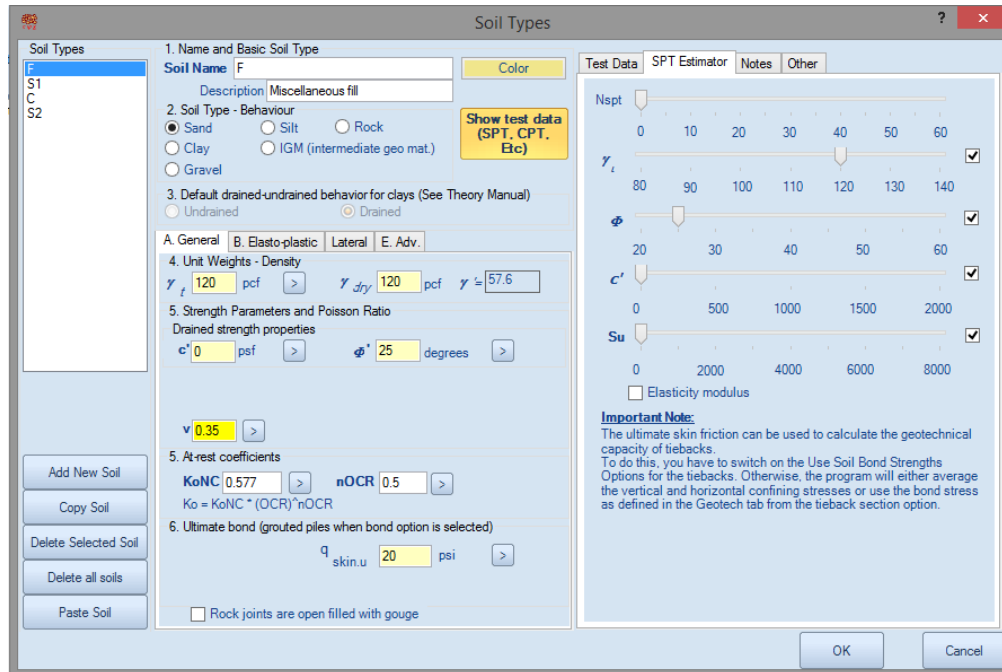 Soil Types
?
×
Soil Types
F
S1
C
S2
Add New Soil
Copy Soil
Delete Selected Soil
Delete all soils
Paste Soil
1. Name and Basic Soil Type
Soil Name F
Color
Description Miscellaneous fill
2. Soil Type - Behaviour
Sand Silt Rock
Clay IGM (intermediate geo mat.)
Gravel
Show test data
(SPT, CPT,
Etc)
3. Default drained-undrained behavior for clays (See Theory Manual)
Undrained Drained
A. General B. Elasto-plastic Lateral E. Adv.
4. Unit Weights - Density
γ t 120 pcf > γ dry 120 pcf γ '= 57.6
5. Strength Parameters and Poisson Ratio
Drained strength properties
c' 0 psf > Φ' 25 degrees >
v 0.35 >
5. At-rest coefficients
KoNC 0.577 > nOCR 0.5 >
Ko = KoNC * (OCR)^nOCR
6. Ultimate bond (grouted piles when bond option is selected)
q skin.u 20 psi >
Rock joints are open filled with gouge
Test Data SPT Estimator Notes Other
Nspt
0 10 20 30 40 50 60
γ t
80 90 100 110 120 130 140
Φ
20 30 40 50 60
c'
0 500 1000 1500 2000
Su
0 2000 4000 6000 8000
Elasticity modulus
Important Note:
The ultimate skin friction can be used to calculate the geotechnical
capacity of tiebacks.
To do this, you have to switch on the Use Soil Bond Strengths
Options for the tiebacks. Otherwise, the program will either average
the vertical and horizontal confining stresses or use the bond stress
as defined in the Geotech tab from the tieback section option.
OK
Cancel